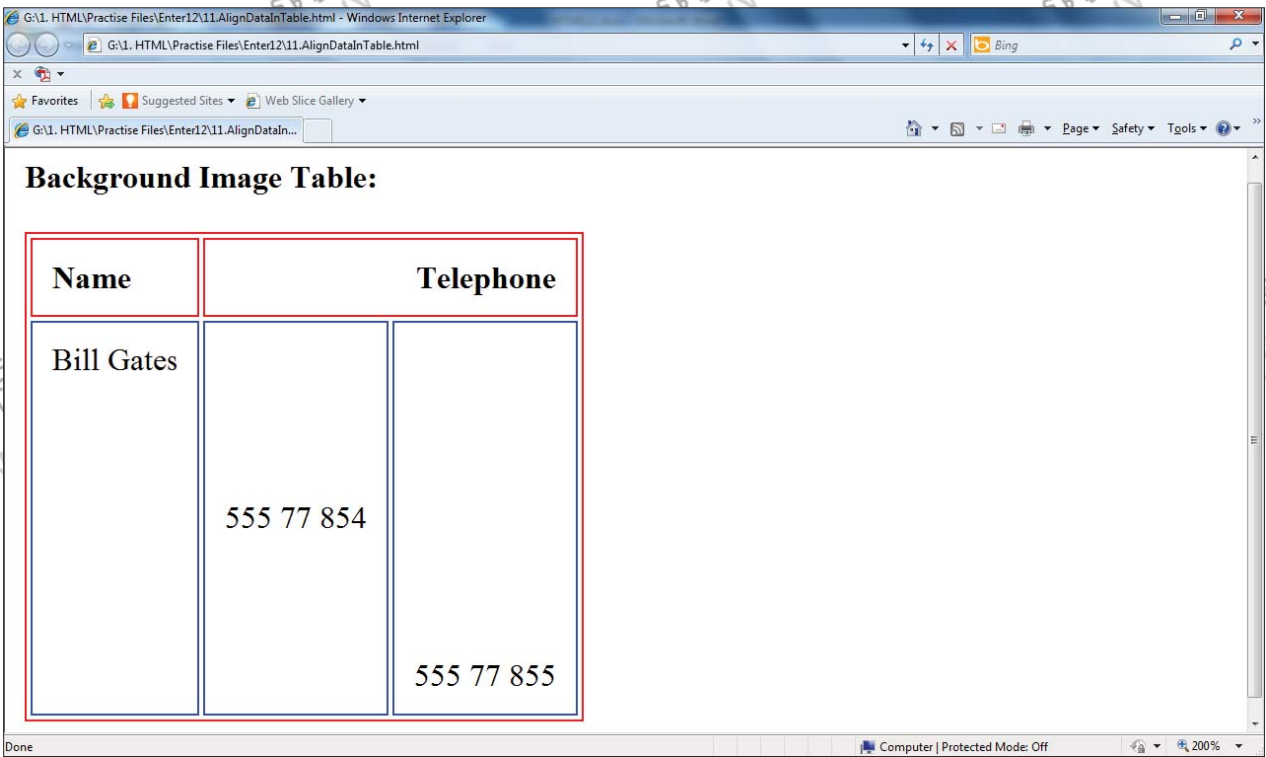 G:\1. HTML\Practise Files\Enter12\11.AlignDataInTable.html - Windows Internet Explorer
G:\1. HTML\Practise Files\Enter12\11.AlignDataInTable.html
Bing
x
Favorites Suggested Sites Web Slice Gallery
G:\1. HTML\Practise Files\Enter12\11.AlignDataIn... Page Safety Tools »
Background Image Table:
Name Telephone
Bill Gates
555 77 854
555 77 855
Done Computer | Protected Mode: Off 200%